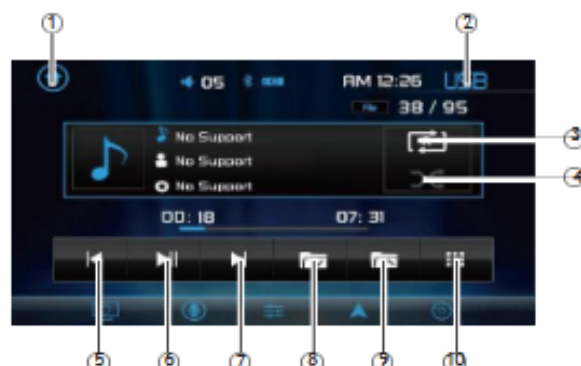 ① ②
05 AM 12:26 USB
File 38 / 95
No Support
③
No Support
④
No Support
00: 18 07: 31
⑤ ⑥ ⑦ ⑧ ⑨ ⑩